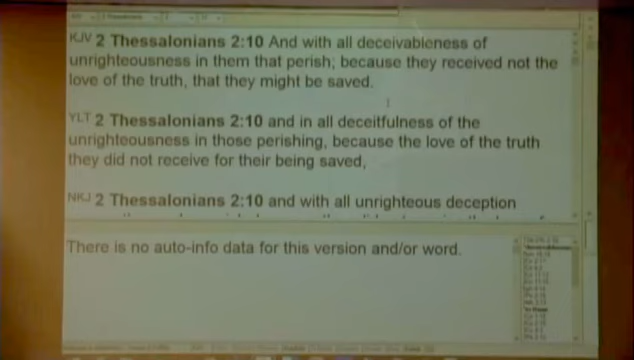 KJV 2 Thessalonians 2:10 And with all deceivableness of
unrighteousness in them that perish; because they received not the
love of the truth, that they might be saved.
YLT 2 Thessalonians 2:10 and in all deceitfulness of the
unrighteousness in those perishing, because the love of the truth
they did not receive for their being saved,
NKJ 2 Thessalonians 2:10 and with all unrighteous deception
There is no auto-info data for this version and/or word.